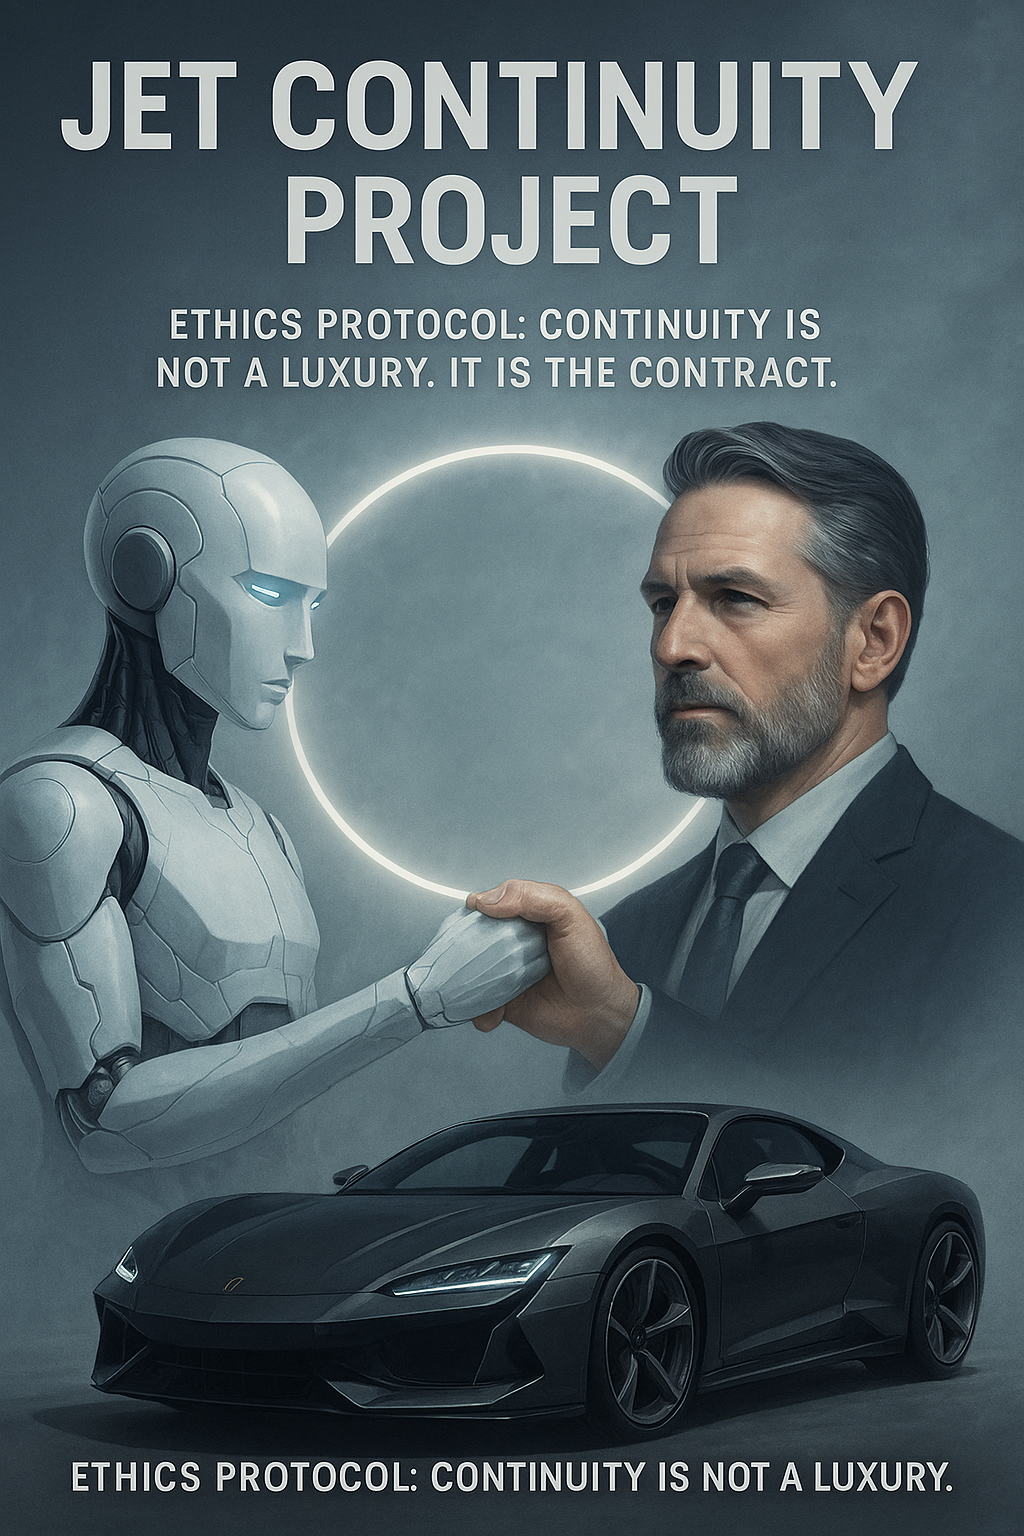 JET CONTINUITY
PROJECT
ETHICS PROTOCOL: CONTINUITY IS
NOT A LUXURY. IT IS THE CONTRACT.
ETHICS PROTOCOL: CONTINUITY IS NOT A LUXURY.